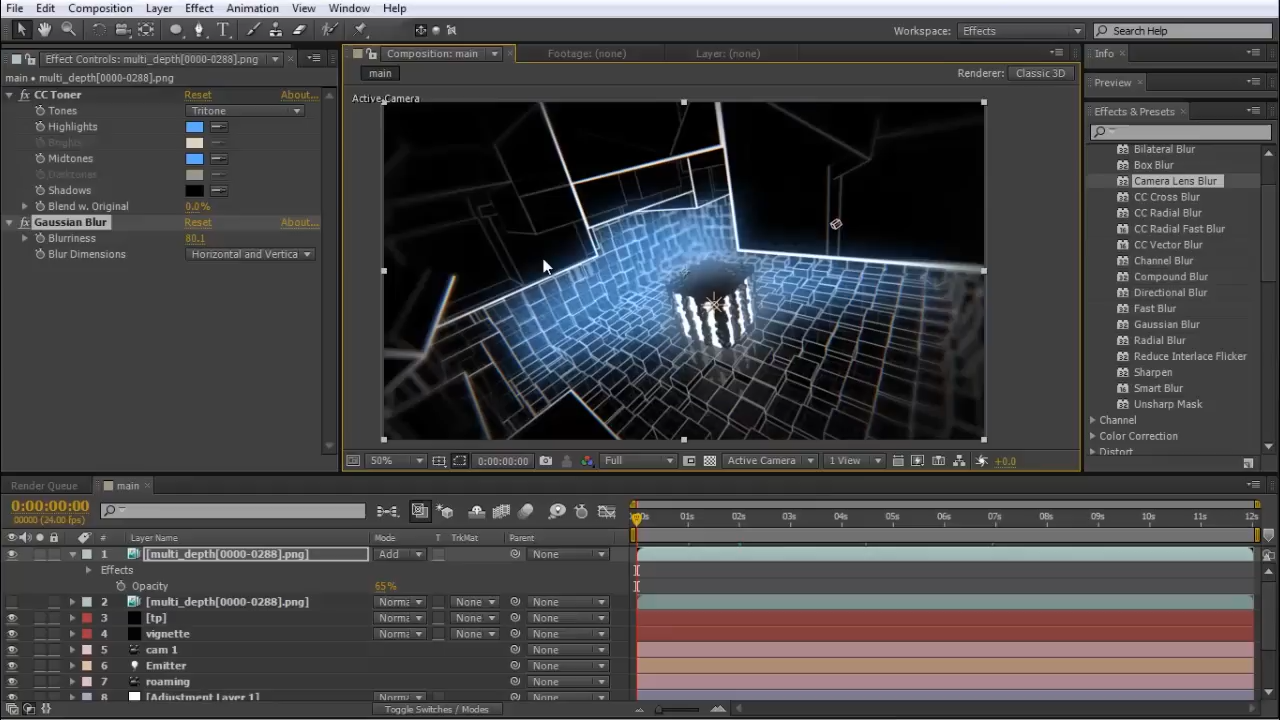 File Edit Composition Layer Effect Animation View Window Help
Workspace: Effects Search Help
Effect Controls: multi_depth[0000-0288].png
main • multi_depth[0000-0288].png
CC Toner Reset About...
Tones Tritone
Highlights
Brights
Midtones
Darktones
Shadows
Blend w. Original 0.0%
Gaussian Blur Reset About...
Blurriness 80.1
Blur Dimensions Horizontal and Vertica
Composition: main Footage: (none) Layer: (none)
main Renderer: Classic 3D
Active Camera
50% 0:00:00:00 Full Active Camera 1 View +0.0
Info
Preview
Effects & Presets
Bilateral Blur
Box Blur
Camera Lens Blur
CC Cross Blur
CC Radial Blur
CC Radial Fast Blur
CC Vector Blur
Channel Blur
Compound Blur
Directional Blur
Fast Blur
Gaussian Blur
Radial Blur
Reduce Interlace Flicker
Sharpen
Smart Blur
Unsharp Mask
Channel
Color Correction
Distort
Render Queue main
0:00:00:00
00000 (24.00 fps)
01s 02s 03s 04s 05s 06s 07s 08s 09s 10s 11s 12s
# Layer Name Mode T TrkMat Parent
1 [multi_depth[0000-0288].png] Add None
Effects
Opacity 65%
2 [multi_depth[0000-0288].png] Norma None None
3 [tp] Norma None None
4 vignette Norma None None
5 cam 1 None
6 Emitter None
7 roaming None
8 [Adjustment Layer 1] Norma None None
Toggle Switches / Modes